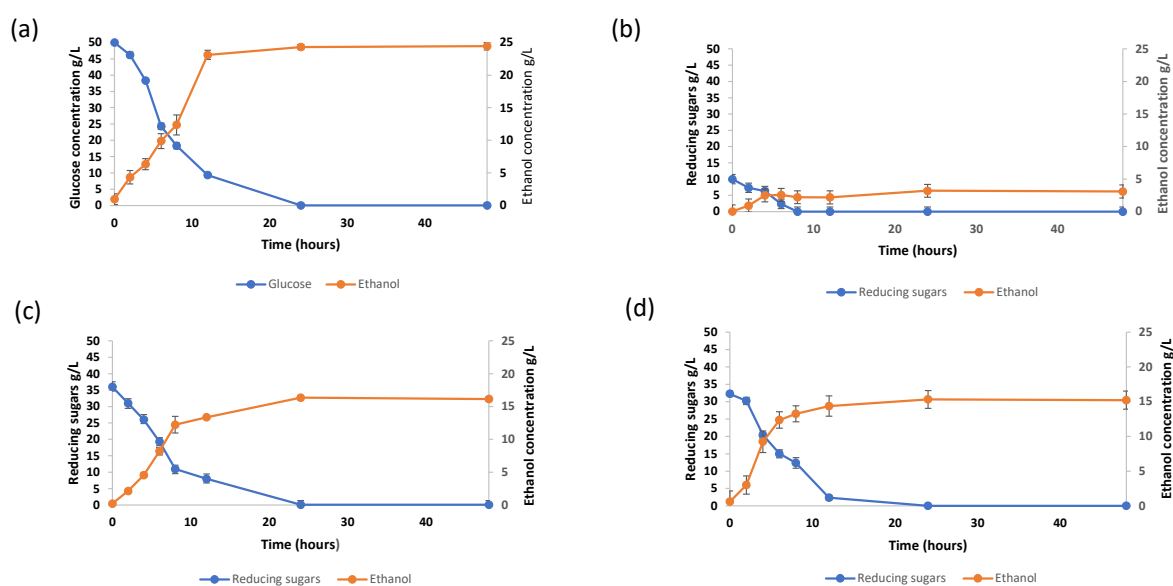 (a)
Glucose concentration g/L
50
45
40
35
30
25
20
15
10
5
0
25
20
15
10
5
0
Ethanol concentration g/L
0 10 20 30 40
Time (hours)
Glucose Ethanol
(b)
Reducing sugars g/L
50
45
40
35
30
25
20
15
10
5
0
25
20
15
10
5
0
Ethanol concentration g/L
0 10 20 30 40
Time (hours)
Reducing sugars Ethanol
(c)
Reducing sugars g/L
50
45
40
35
30
25
20
15
10
5
0
25
20
15
10
5
0
Ethanol concentration g/L
0 10 20 30 40
Time (hours)
Reducing sugars Ethanol
(d)
Reducing sugars g/L
50
45
40
35
30
25
20
15
10
5
0
25
20
15
10
5
0
Ethanol concentration g/L
0 10 20 30 40
Time (hours)
Reducing sugars Ethanol